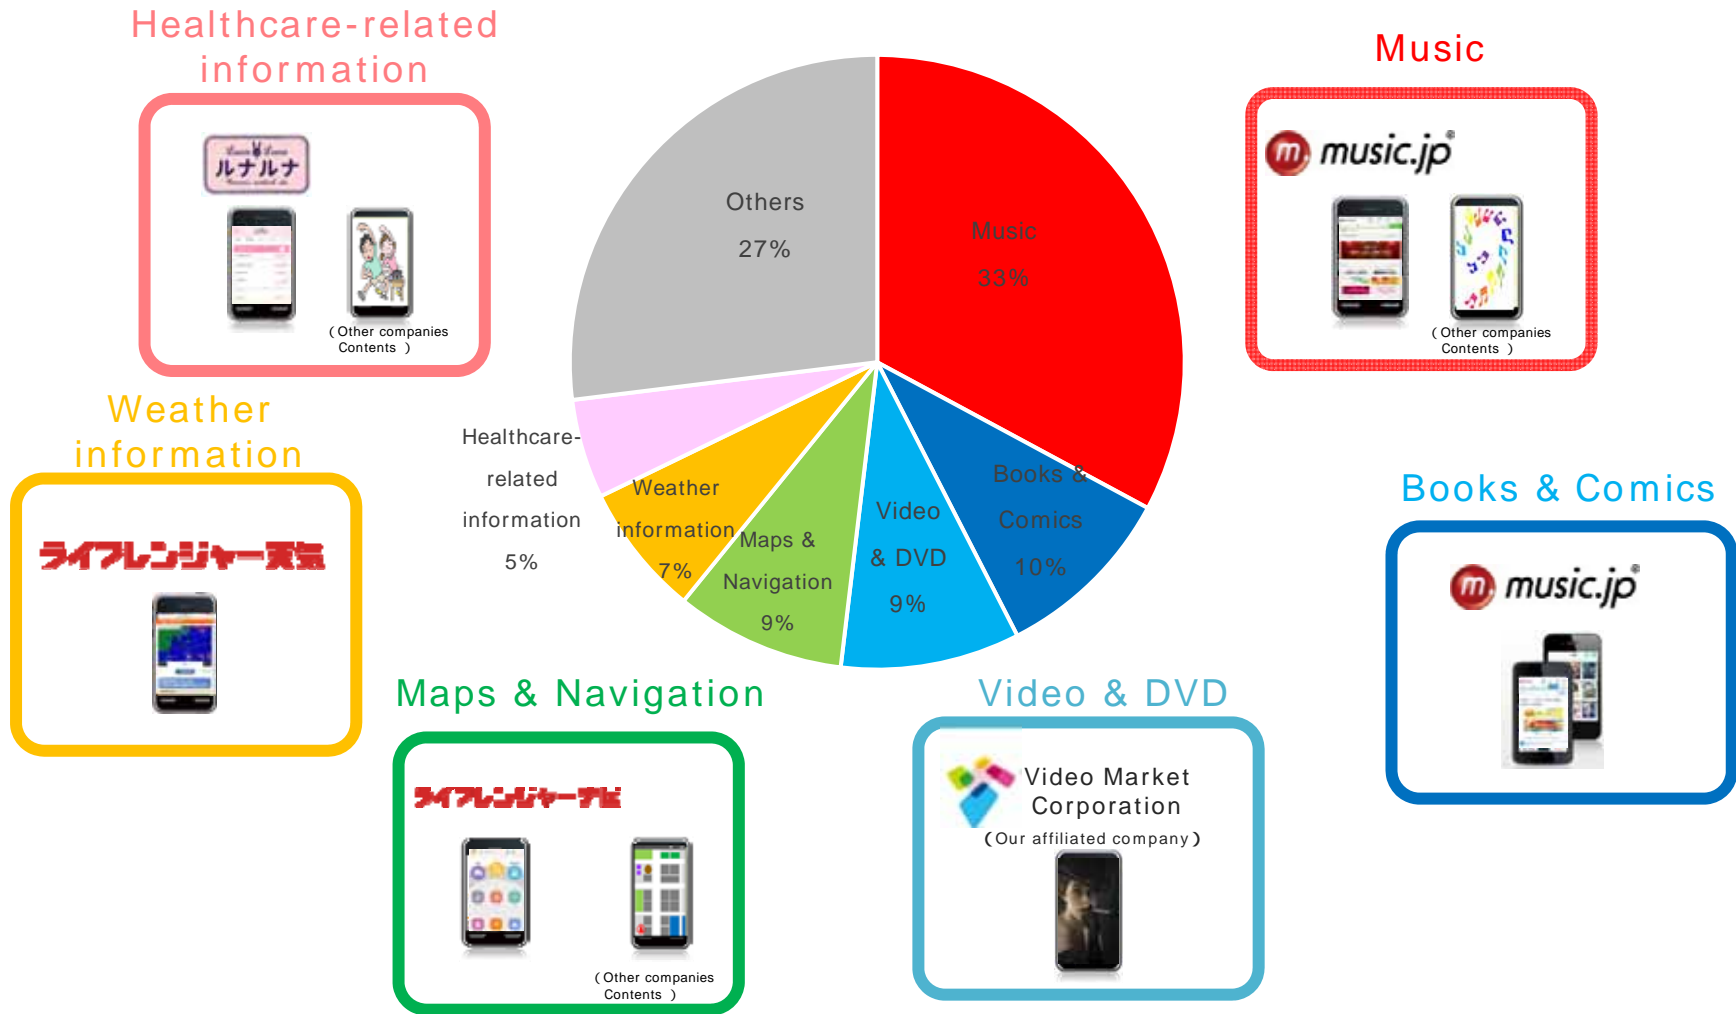 Healthcare-related
information
ルナルナ
(Other companies
Contents )
Music
music.jp
(Other companies
Contents )
Others
27%
Music
33%
Healthcare-
related
information
5%
Weather
information
7%
Maps &
Navigation
9%
Video
& DVD
9%
Books &
Comics
10%
Weather
information
ライフレンジャー天気
Books & Comics
music.jp
Maps & Navigation
ライフレンジャーナビ
(Other companies
Contents )
Video & DVD
Video Market
Corporation
(Our affiliated company)